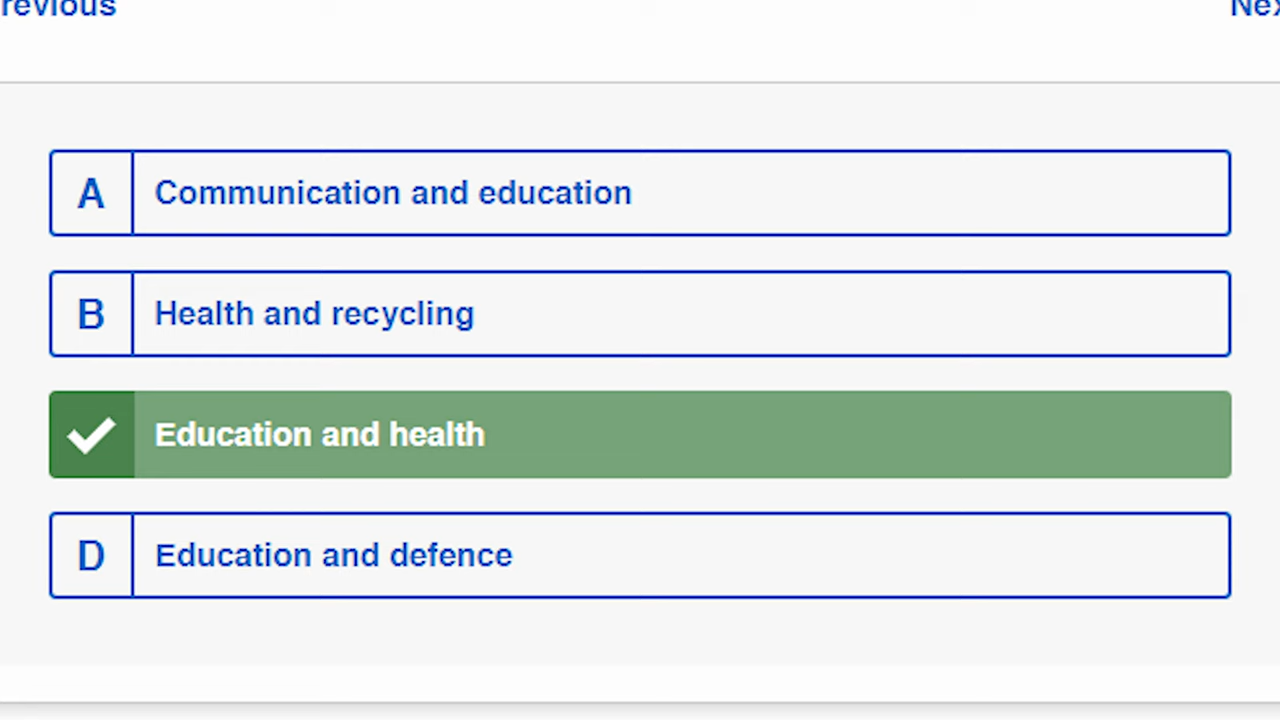 revious Nex
A Communication and education
B Health and recycling
Education and health
D Education and defence